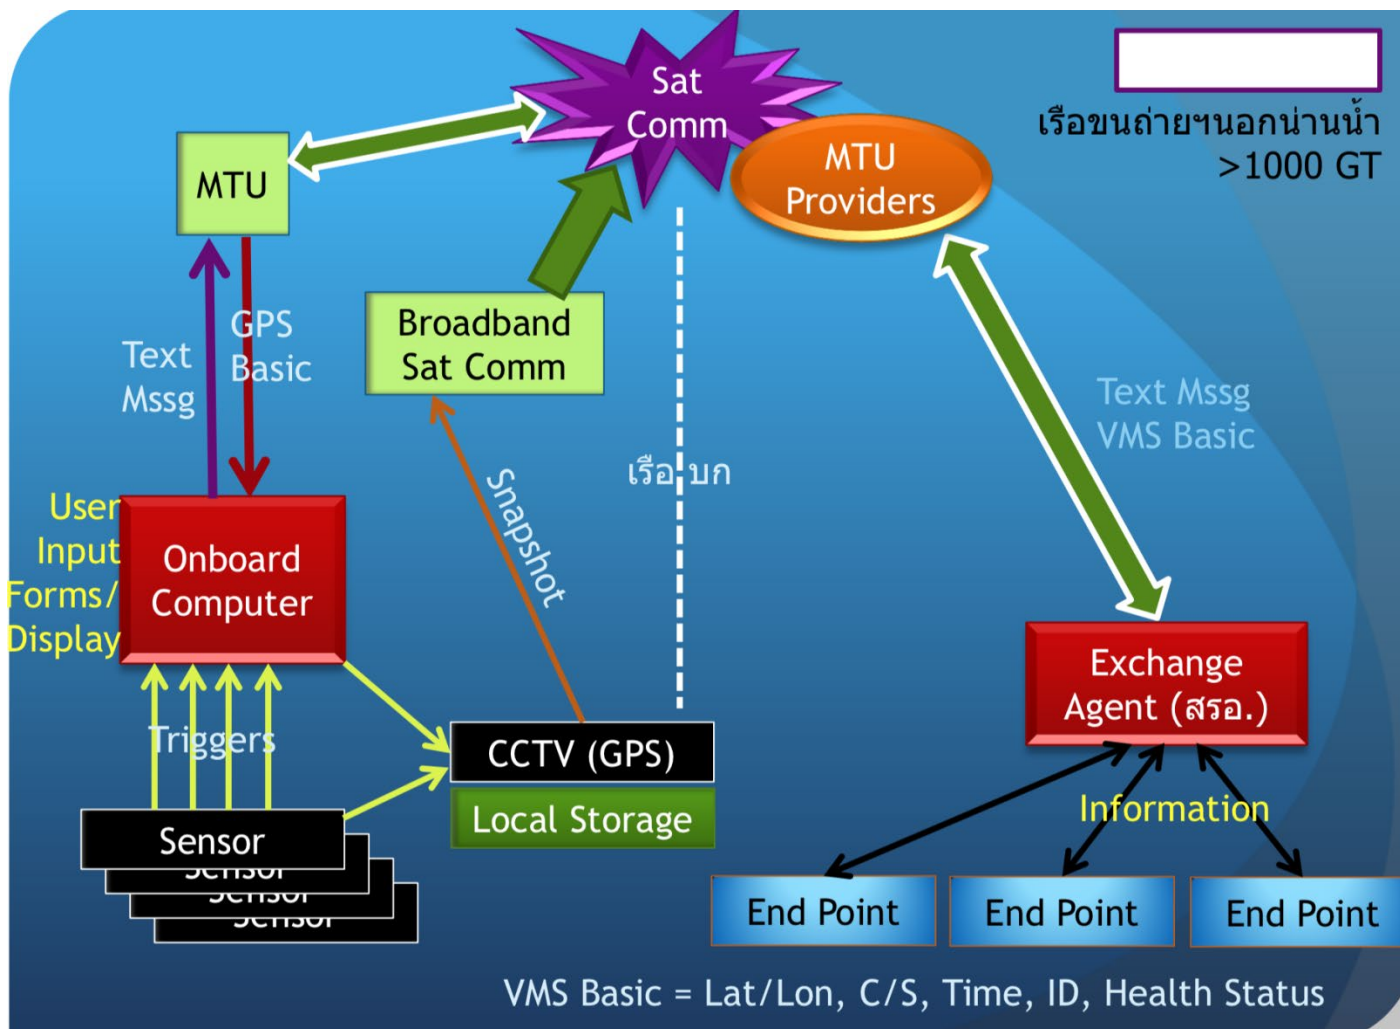 Sat
Comm
เรือขนถ่ายฯนอกน่านน้ำ
>1000 GT
MTU
MTU
Providers
GPS
Basic
Text
Mssg
Broadband
Sat Comm
Text Mssg
VMS Basic
เรือ บก
Snapshot
User
Input
Forms/
Display
Onboard
Computer
Exchange
Agent (สรอ.)
Triggers
CCTV (GPS)
Local Storage
Information
Sensor
Sensor
Sensor
Sensor
End Point
End Point
End Point
VMS Basic = Lat/Lon, C/S, Time, ID, Health Status